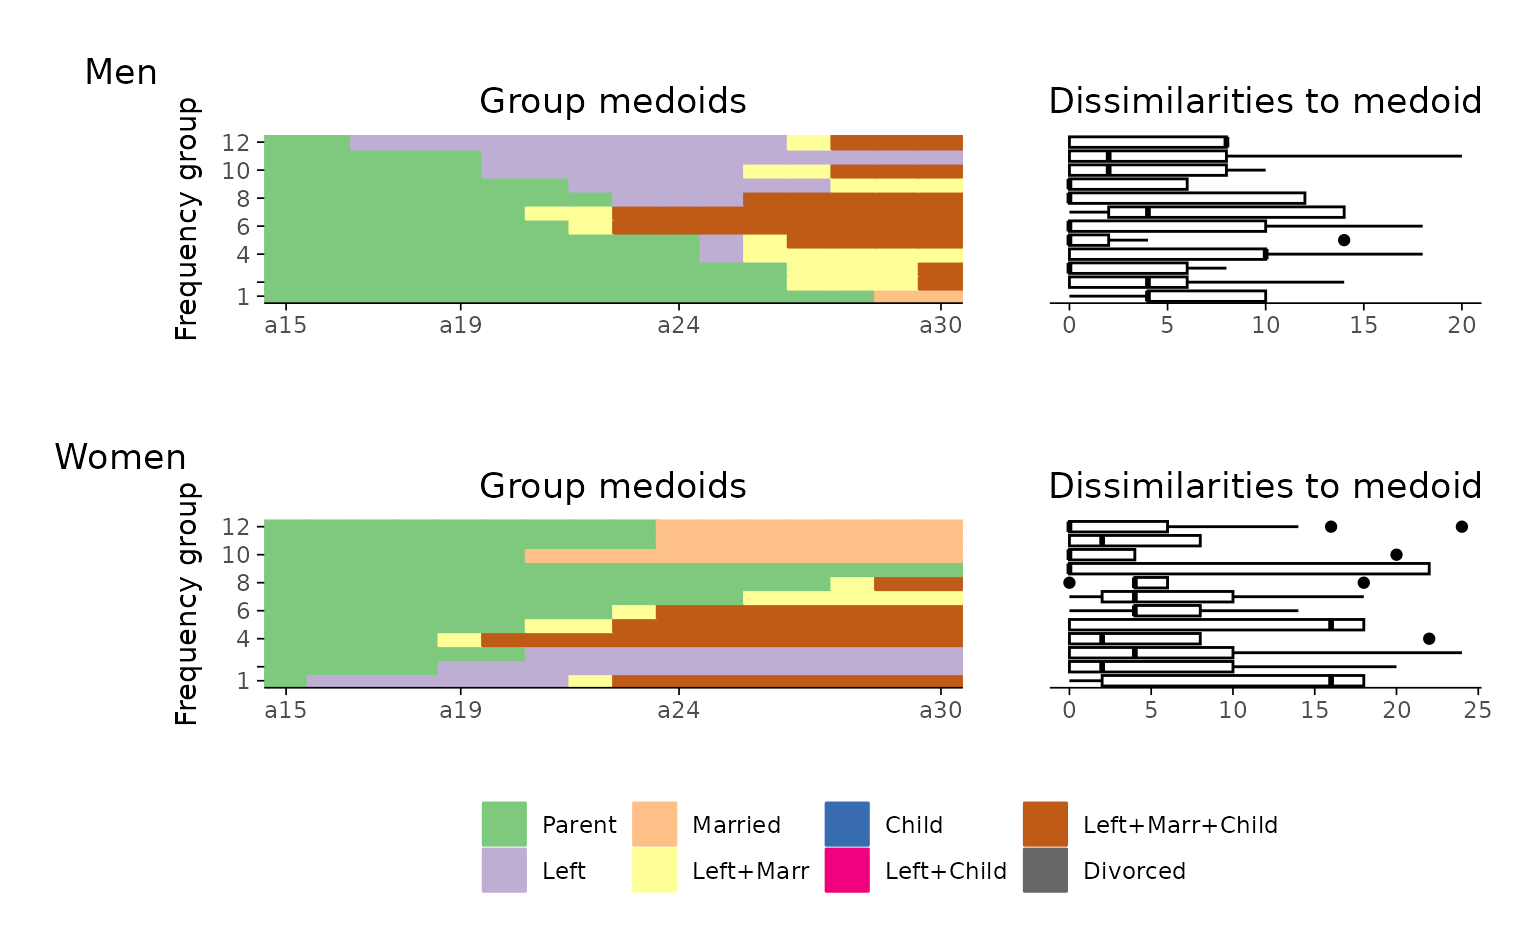 Men
Group medoids
Dissimilarities to medoid
Frequency group
12
10
8
6
4
1
a15 a19 a24 a30
0 5 10 15 20
Women
Group medoids
Dissimilarities to medoid
Frequency group
12
10
8
6
4
1
a15 a19 a24 a30
0 5 10 15 20 25
Parent Married Child Left+Marr+Child
Left Left+Marr Left+Child Divorced